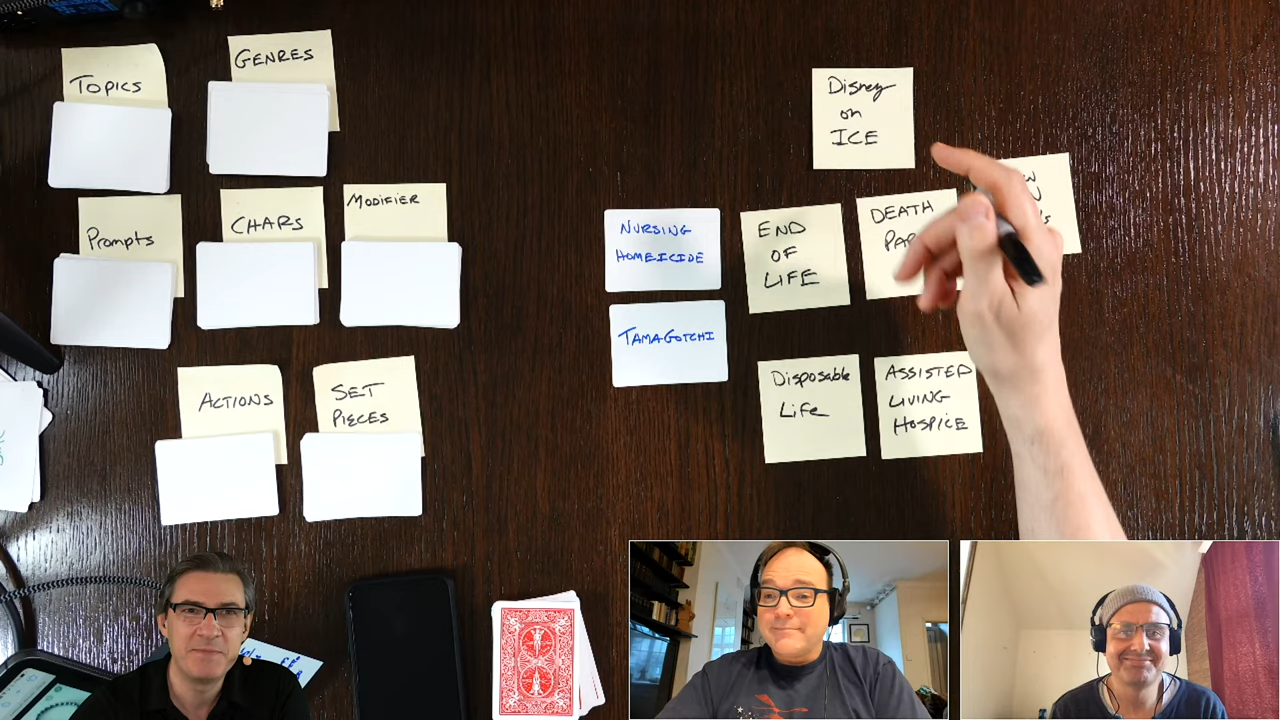 TOPICS
GENRES
Prompts
CHARS
MODIFIER
ACTIONS
SET
PIECES
Disney
on
ICE
NURSING
HOMEICIDE
TAMAGOTCHI
END
OF
LIFE
DEATH
Disposable
Life
ASSISTED
LIVING
HOSPICE